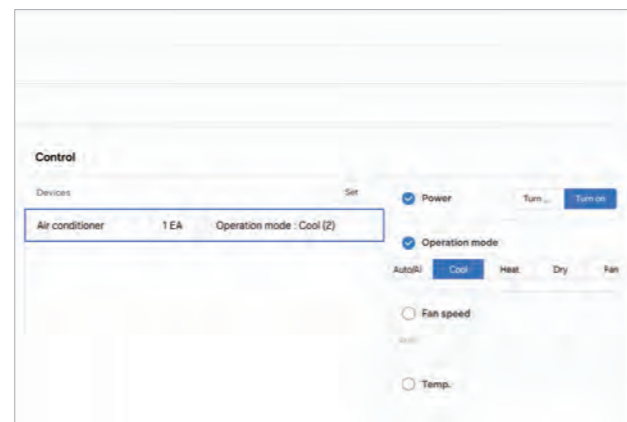 Control
Devices Set
Air conditioner 1 EA Operation mode : Cool (2)
Power Turn ... Turn on
Operation mode
Auto/AI Cool Heat Dry Fan
Fan speed
Temp.